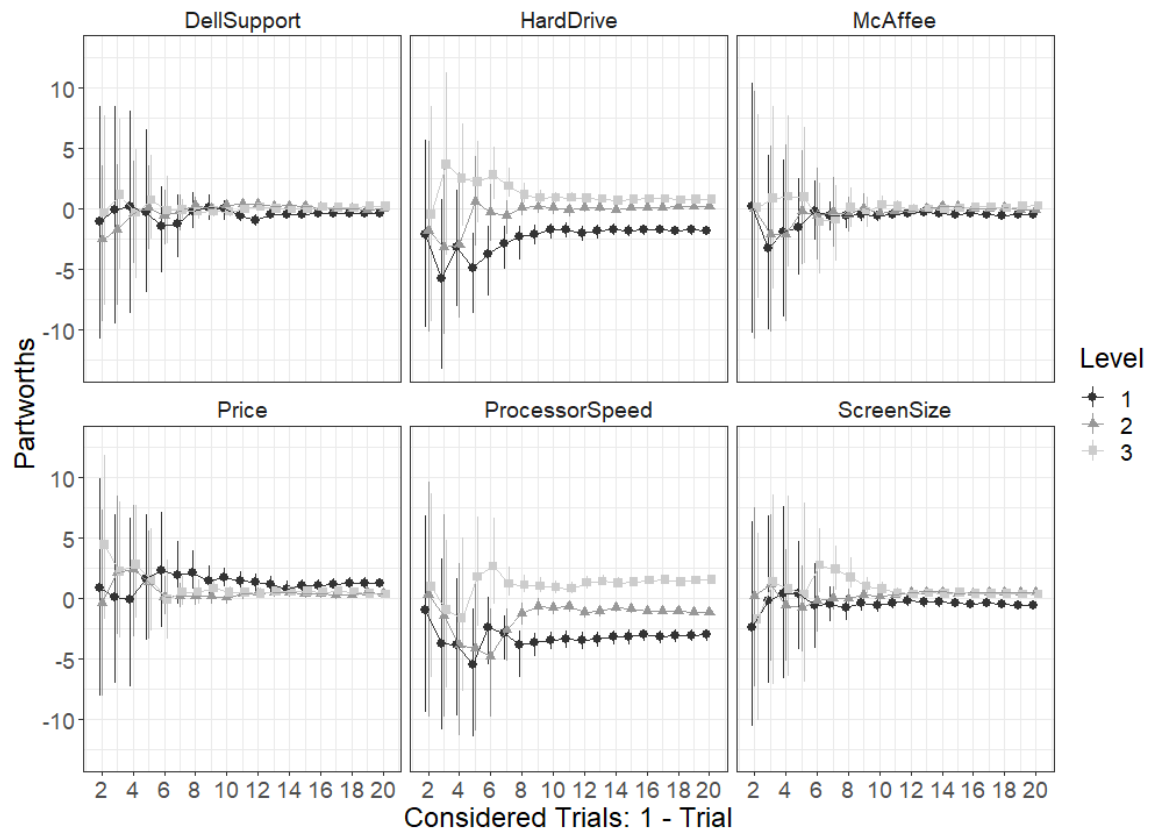 DellSupport HardDrive McAffee
10
5
0
-5
-10
Price ProcessorSpeed ScreenSize
10
5
0
-5
-10
2 4 6 8 10 12 14 16 18 20 2 4 6 8 10 12 14 16 18 20 2 4 6 8 10 12 14 16 18 20
Partworths
Considered Trials: 1 - Trial
Level
1
2
3